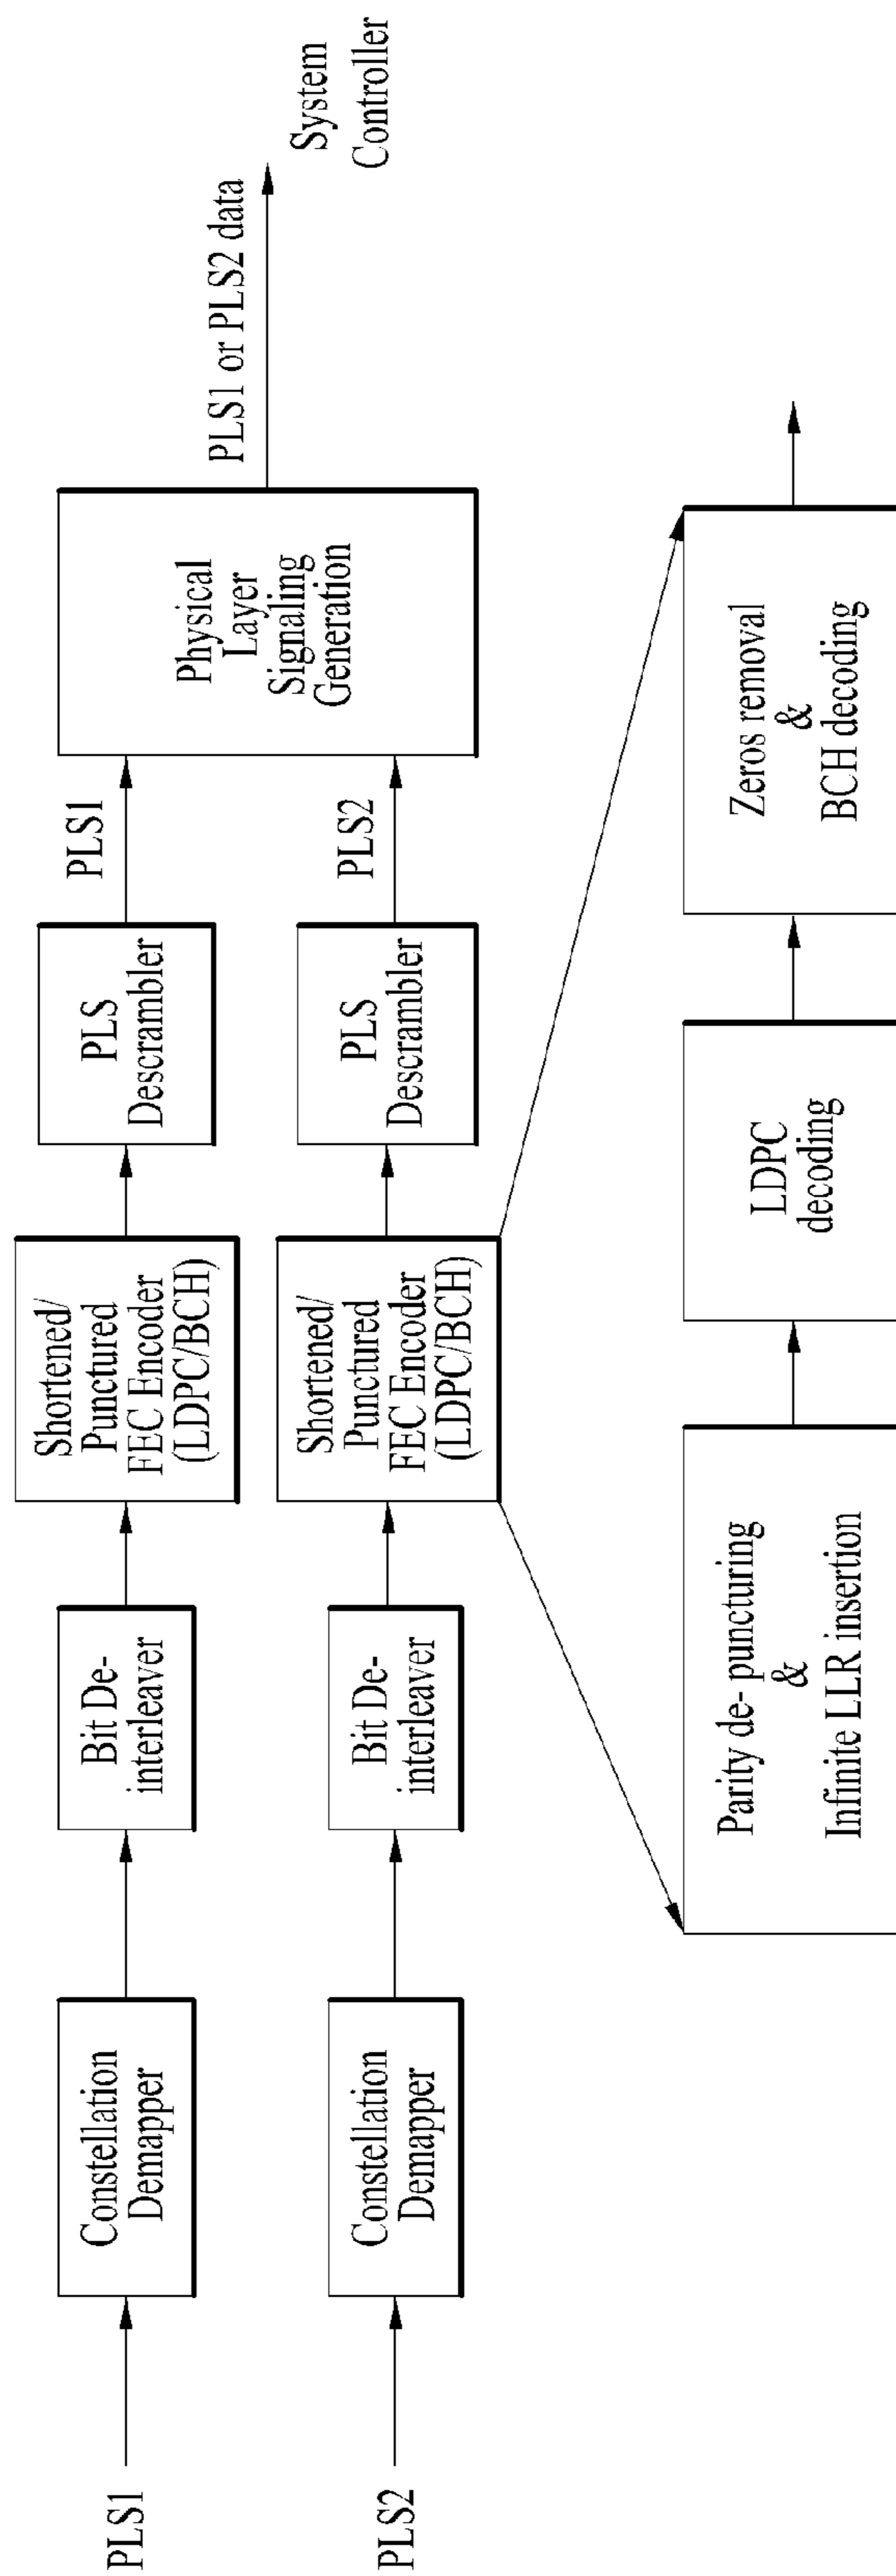 PLS1
Constellation
Demapper
Bit De-
interleaver
Shortened/
Punctured
FEC Encoder
(LDPC/BCH)
PLS
Descrambler
PLS1
PLS2
Constellation
Demapper
Bit De-
interleaver
Shortened/
Punctured
FEC Encoder
(LDPC/BCH)
PLS
Descrambler
PLS2
Physical
Layer
Signaling
Generation
PLS1 or PLS2 data
System
Controller
Parity de- puncturing
&
Infinite LLR insertion
LDPC
decoding
Zeros removal
&
BCH decoding